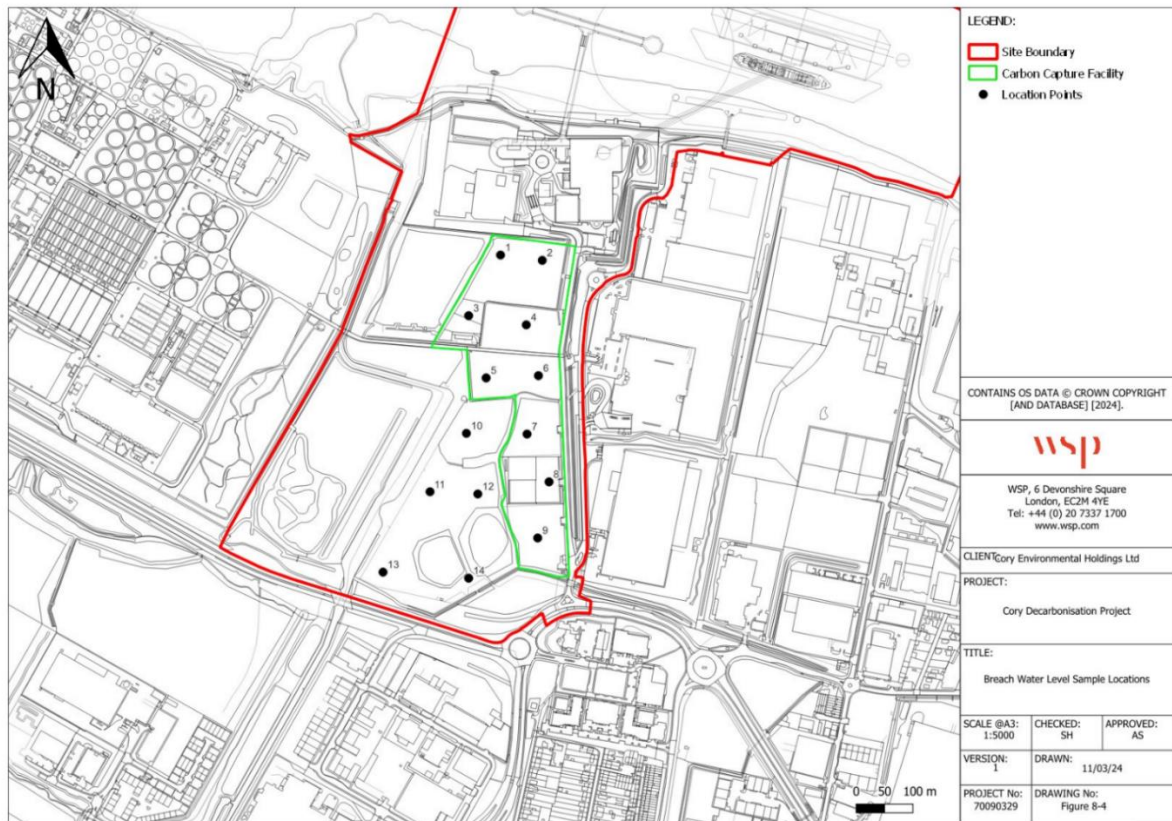 N
1
2
3
4
5
6
7
8
9
10
11
12
13
14
0 50 100 m
LEGEND:
Site Boundary
Carbon Capture Facility
Location Points
CONTAINS OS DATA © CROWN COPYRIGHT
[AND DATABASE] [2024].
wsp
WSP, 6 Devonshire Square
London, EC2M 4YE
Tel: +44 (0) 20 7337 1700
www.wsp.com
CLIENT:Cory Environmental Holdings Ltd
PROJECT:
Cory Decarbonisation Project
TITLE:
Breach Water Level Sample Locations
SCALE @A3:
1:5000
CHECKED:
SH
APPROVED:
AS
VERSION:
1
DRAWN:
11/03/24
PROJECT No:
70090329
DRAWING No:
Figure 8-4